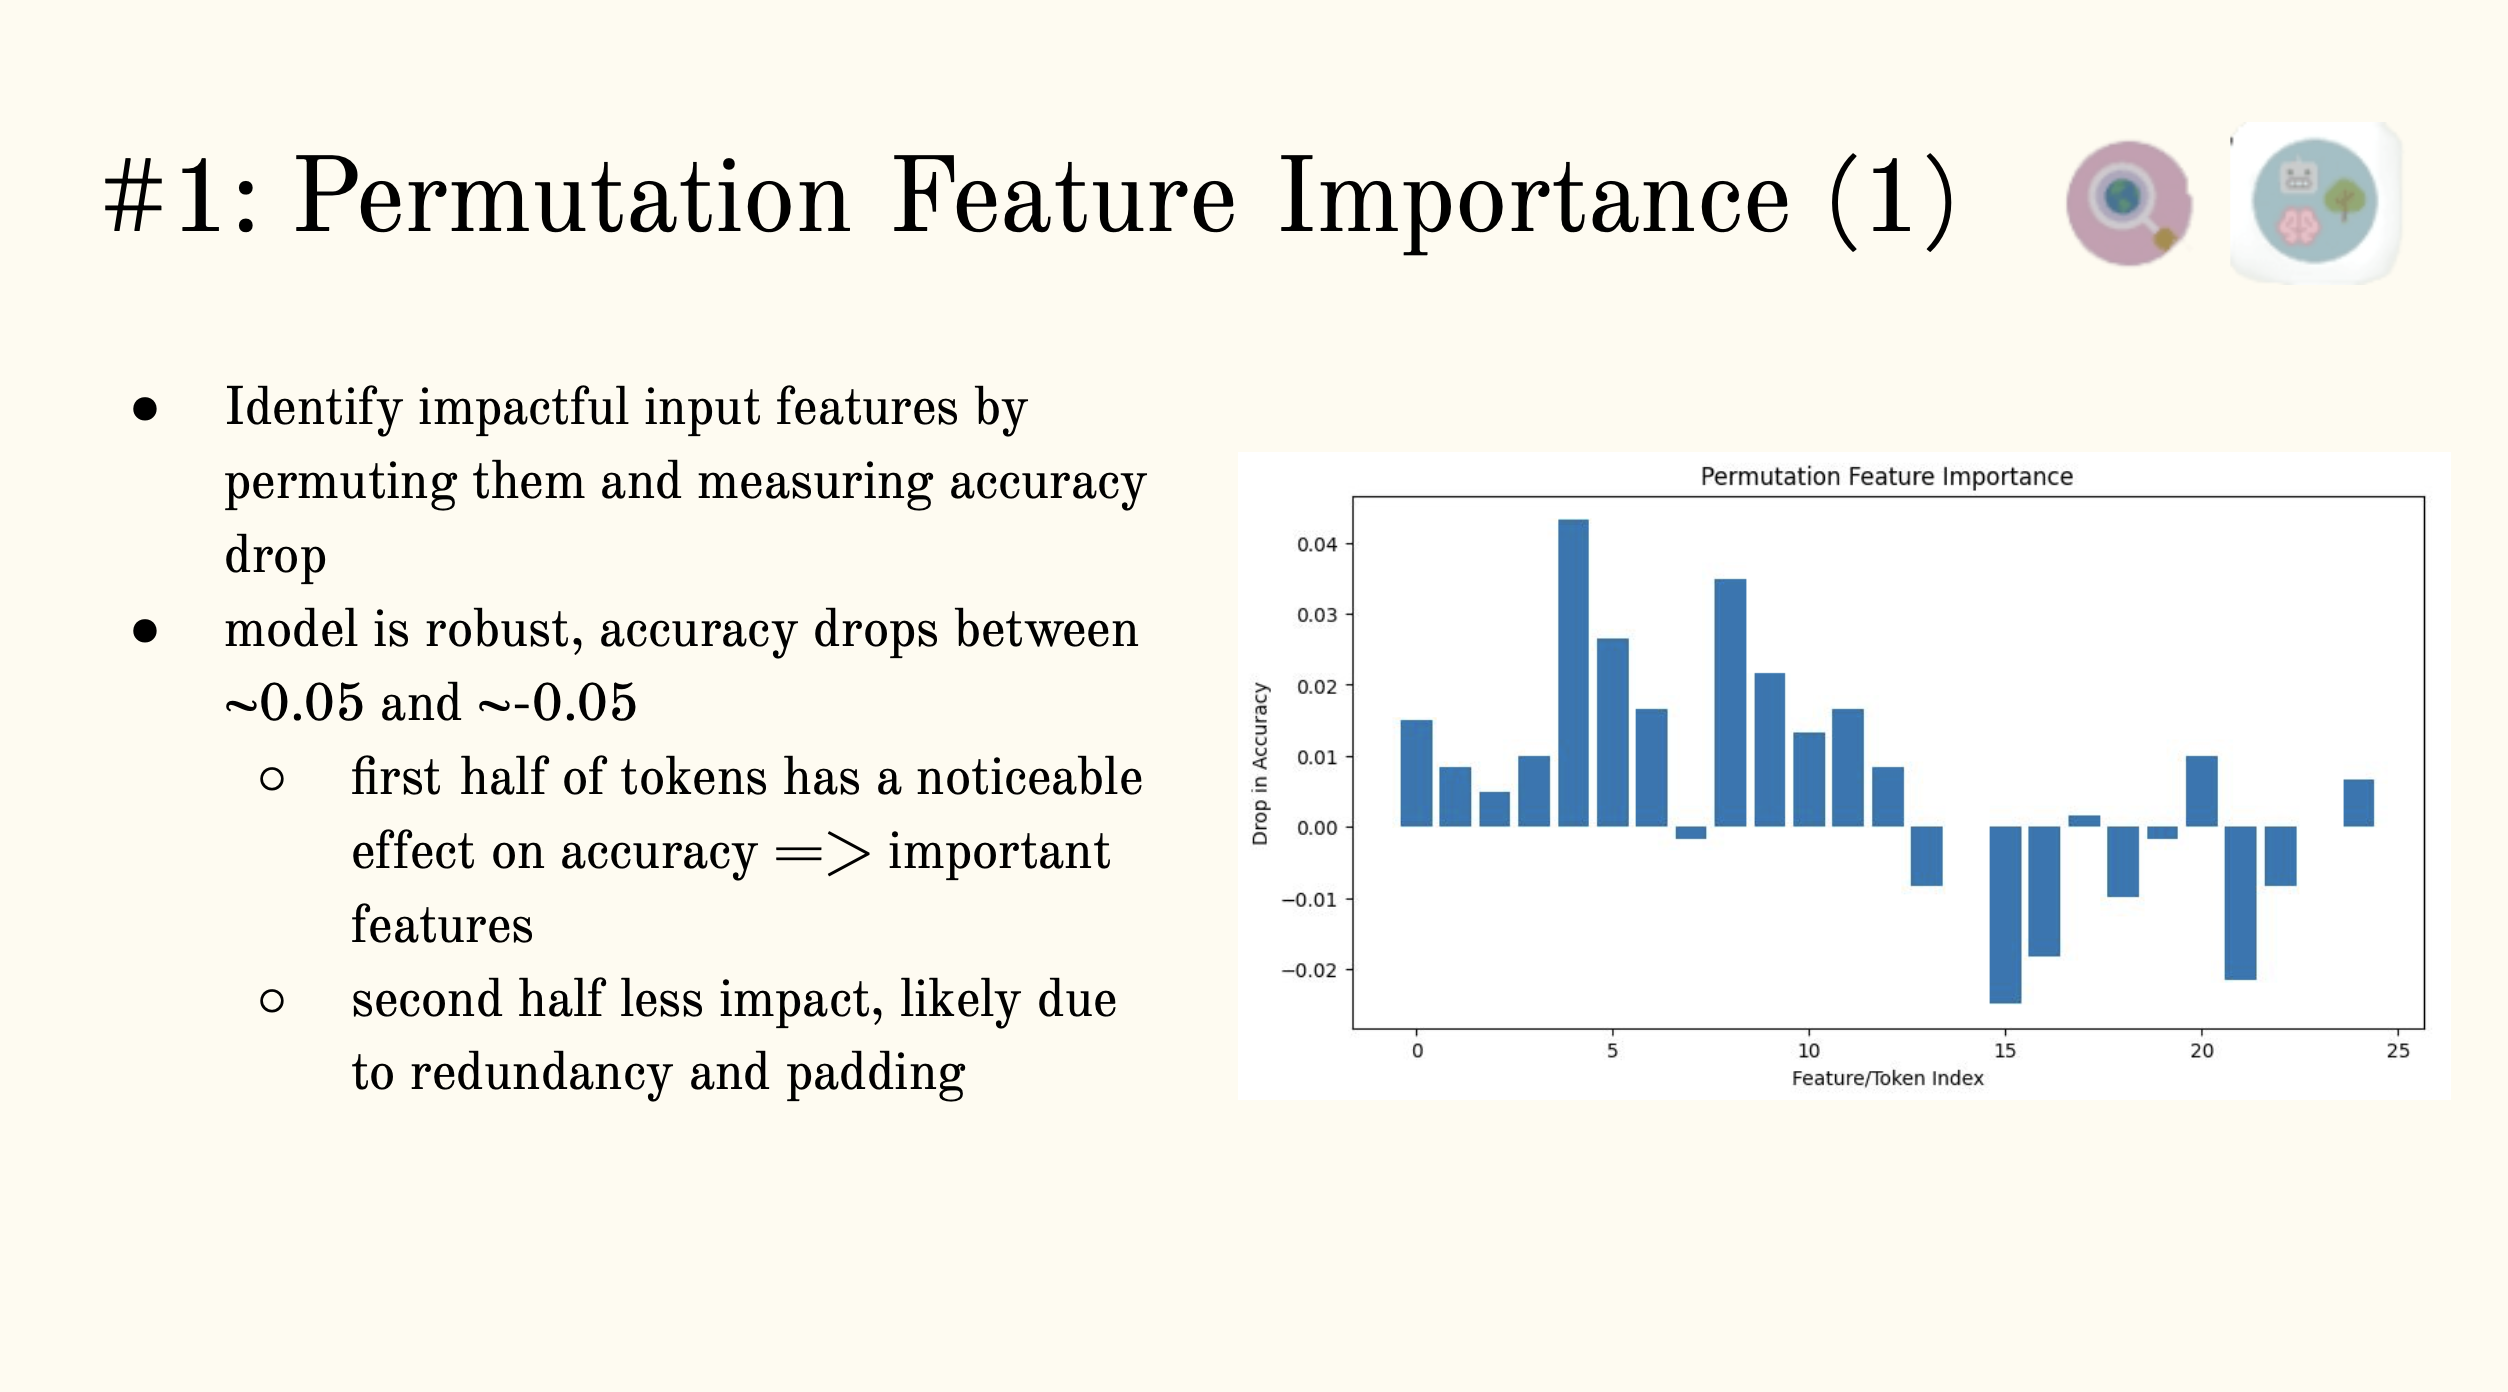 #1: Permutation Feature Importance (1)
● Identify impactful input features by
permuting them and measuring accuracy
drop
● model is robust, accuracy drops between
~0.05 and ~-0.05
○ first half of tokens has a noticeable
effect on accuracy => important
features
○ second half less impact, likely due
to redundancy and padding
Permutation Feature Importance
Drop in Accuracy
0.04
0.03
0.02
0.01
0.00
−0.01
−0.02
0 5 10 15 20 25
Feature/Token Index